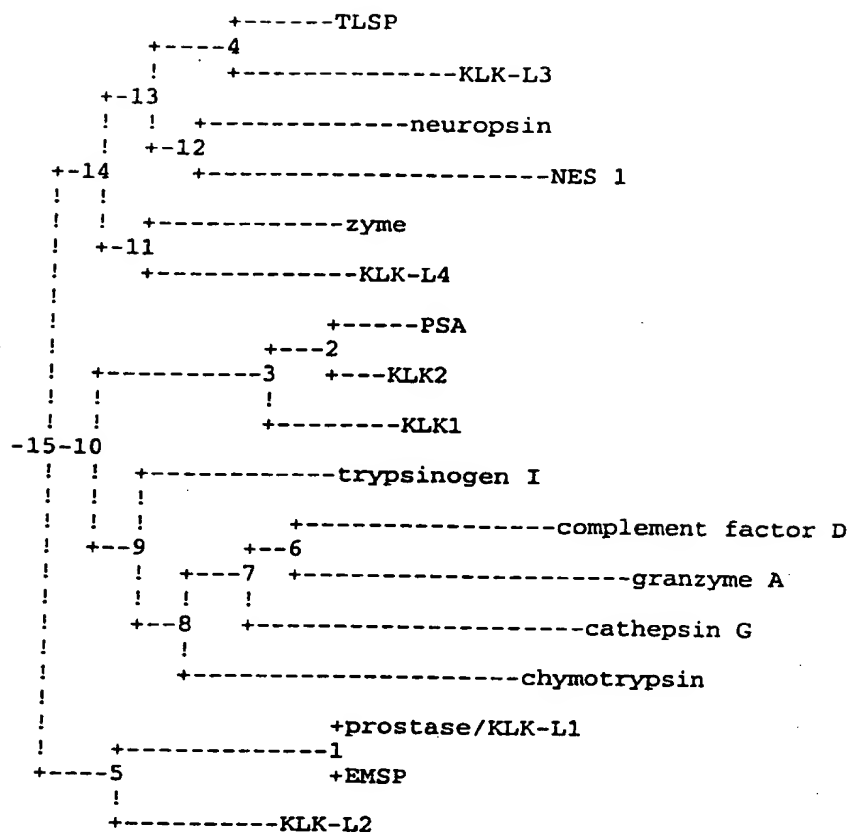 +------TLSP
+-----4
! +-------------KLK-L3
+-13
! ! +------------neuropsin
! +-12
+-14 +--------------------NES 1
! !
! ! +-----------zyme
! +-11
! +------------KLK-L4
!
! +-----PSA
! +---2
! +----------3 +---KLK2
! ! !
! ! +-------KLK1
-15-10
! ! +-----------trypsinogen I
! ! !
! ! ! +---------------complement factor D
! +--9 +--6
! ! +---7 +-------------------granzyme A
! ! ! !
! +--8 +-------------------cathepsin G
! !
! +-------------------chymotrypsin
!
! +prostase/KLK-L1
! +------------1
+----5 +EMSP
!
+---------KLK-L2